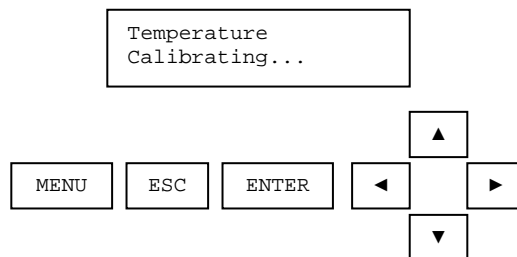 Temperature
Calibrating...
▲
MENU ESC ENTER ◄ ►
▼